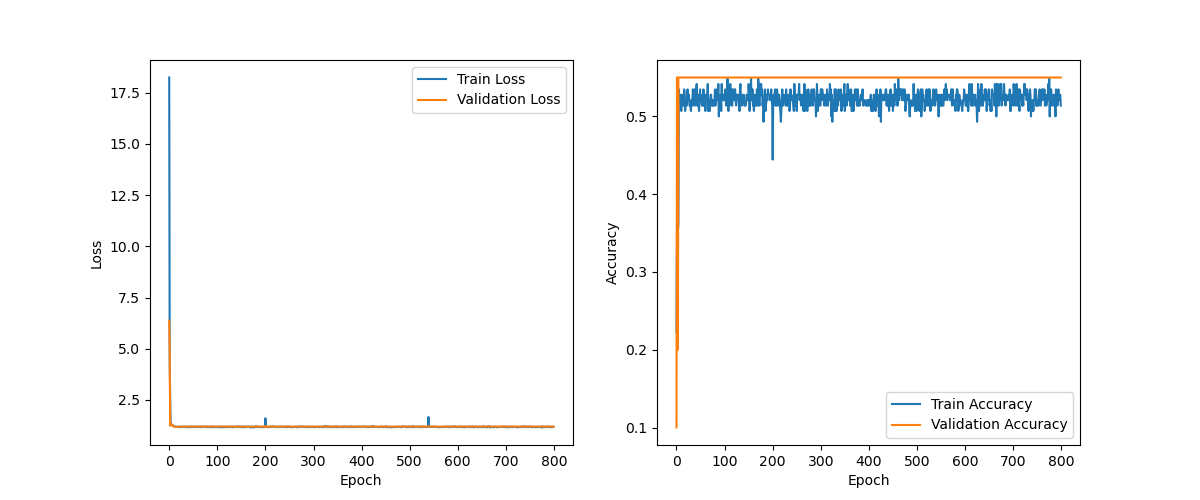 Train Loss
Validation Loss
17.5
15.0
12.5
10.0
7.5
5.0
2.5
Loss
0 100 200 300 400 500 600 700 800
Epoch
0.5
0.4
0.3
0.2
0.1
Accuracy
Train Accuracy
Validation Accuracy
0 100 200 300 400 500 600 700 800
Epoch